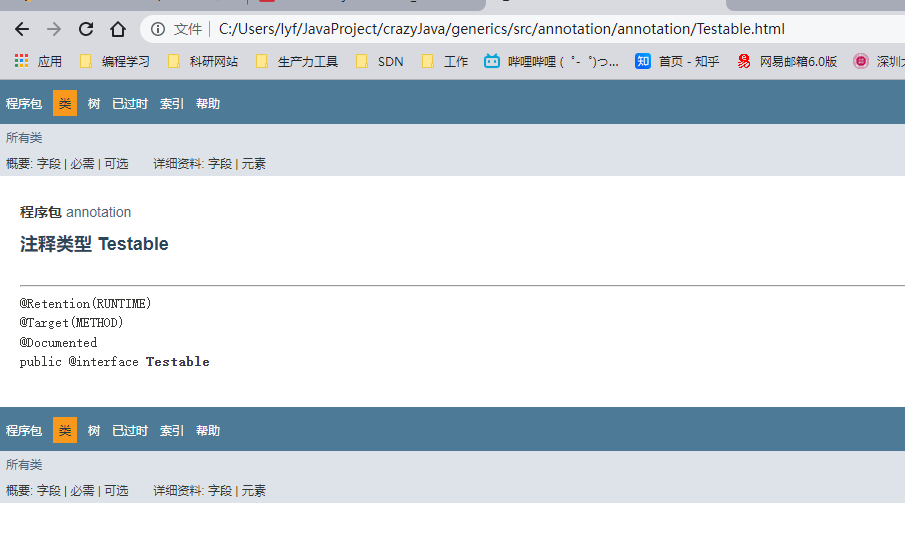 文件 C:/Users/lyf/JavaProject/crazyJava/generics/src/annotation/annotation/Testable.html
应用 编程学习 科研网站 生产力工具 SDN 工作 哔哩哔哩 (゜-゜)つ... 知 首页 - 知乎 易 网易邮箱6.0版
程序包 类 树 已过时 索引 帮助
所有类
概要: 字段 | 必需 | 可选 详细资料: 字段 | 元素
程序包 annotation
注释类型 Testable
@Retention(RUNTIME)
@Target(METHOD)
@Documented
public @interface Testable
程序包 类 树 已过时 索引 帮助
所有类
概要: 字段 | 必需 | 可选 详细资料: 字段 | 元素